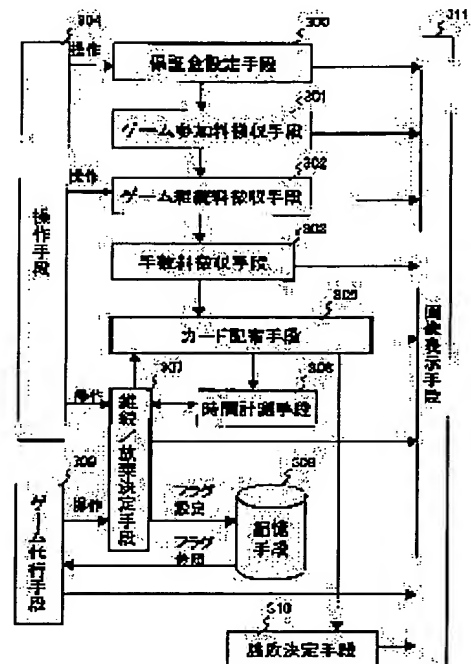 304
300
311
操作
保証金設定手段
301
ゲーム参加料徴収手段
302
操作
ゲーム継続料徴収手段
操作手段
303
手数料徴収手段
305
カード配布手段
画像表示手段
307
306
操作
継続/放棄決定手段
時間計測手段
309
308
フラグ設定
操作
記憶手段
ゲーム代行手段
フラグ
310
勝敗決定手段